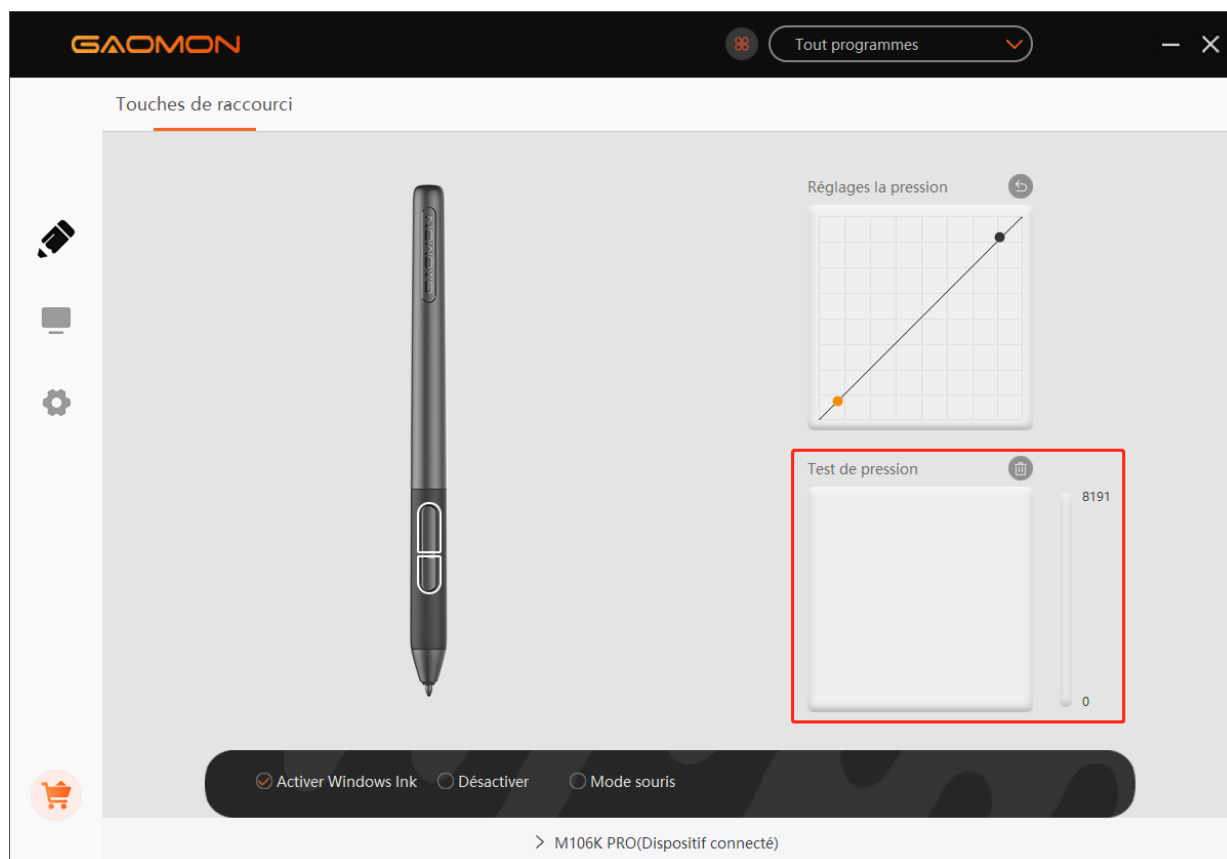 GAOMON
Tout programmes
Touches de raccourci
Réglages la pression
GAOMON
Test de pression
8191
0
Activer Windows Ink
Désactiver
Mode souris
M106K PRO(Dispositif connecté)